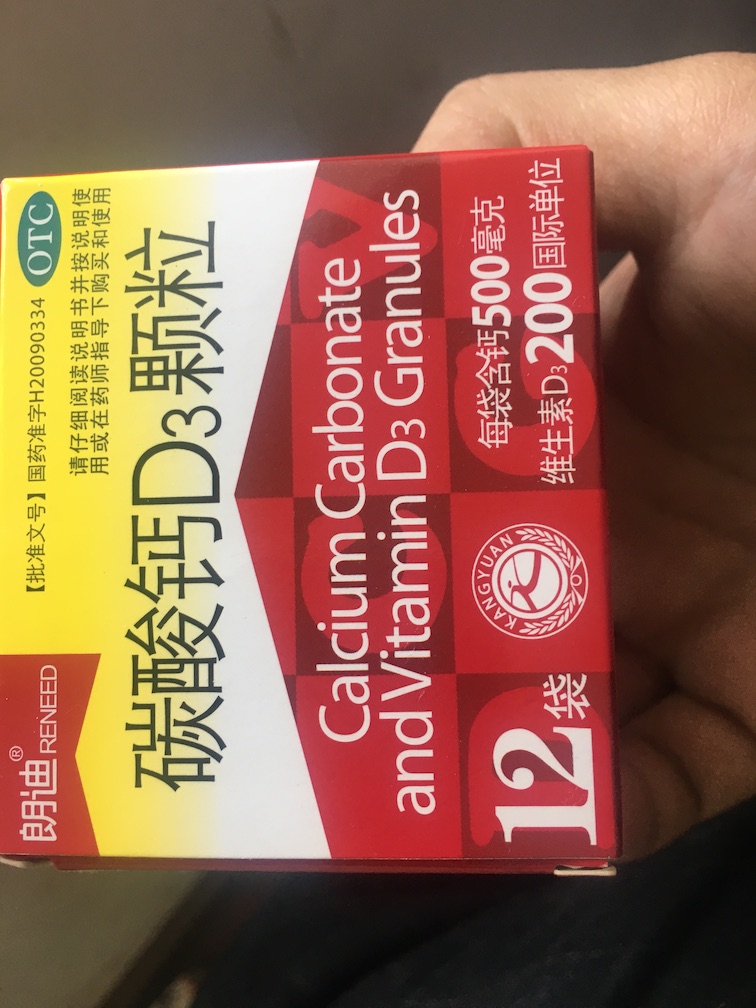 朗迪® RENEED
【批准文号】国药准字H20090334
OTC
请仔细阅读说明书并按说明使
用或在药师指导下购买和使用
碳酸钙D3颗粒
Calcium Carbonate
and Vitamin D3 Granules
12袋
KANGYUAN
每袋含钙500毫克
维生素D3200国际单位